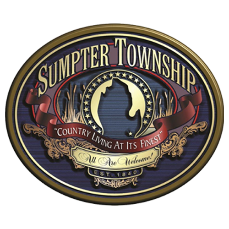 SUMPTER TOWNSHIP
"COUNTRY LIVING AT ITS FINEST"
All Are Welcome!
EST. 1840